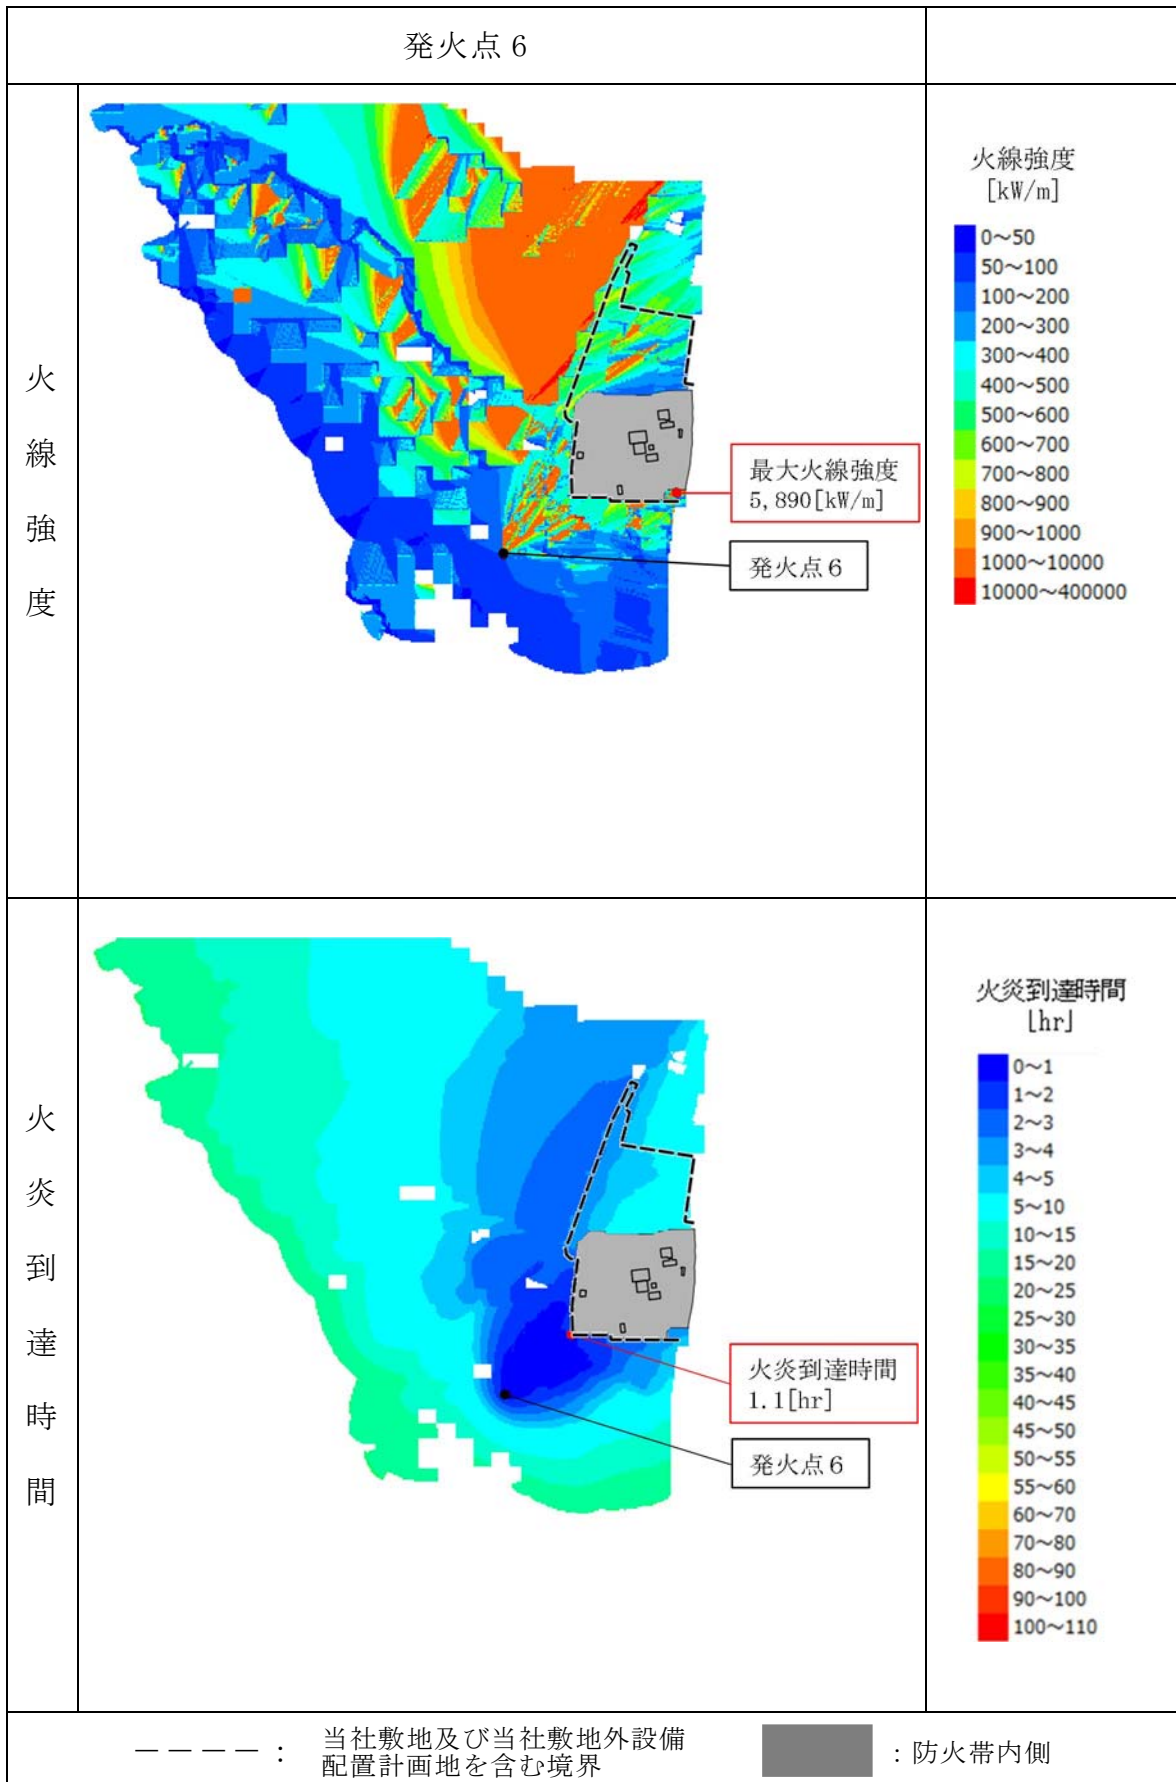 発火点６
火線強度
火線強度
[kW/m]
0～50
50～100
100～200
200～300
300～400
400～500
500～600
600～700
700～800
800～900
900～1000
1000～10000
10000～400000
最大火線強度
5,890[kW/m]
発火点６
火炎到達時間
火炎到達時間
[hr]
0～1
1～2
2～3
3～4
4～5
5～10
10～15
15～20
20～25
25～30
30～35
35～40
40～45
45～50
50～55
55～60
60～70
70～80
80～90
90～100
100～110
火炎到達時間
1.1[hr]
発火点６
－－－－：
当社敷地及び当社敷地外設備
配置計画地を含む境界
：防火帯内側